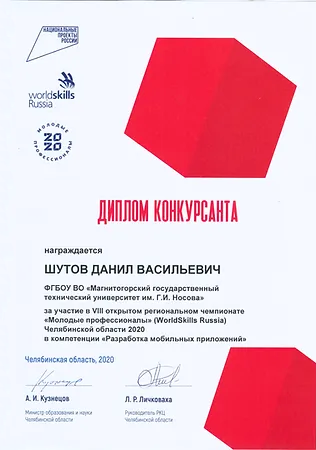 НАЦИОНАЛЬНЫЕ
ПРОЕКТЫ
РОССИИ
worldskills
Russia
МОЛОДЫЕ
2020
ПРОФЕССИОНАЛЫ
ДИПЛОМ КОНКУРСАНТА
награждается
ШУТОВ ДАНИЛ ВАСИЛЬЕВИЧ
ФГБОУ ВО «Магнитогорский государственный
технический университет им. Г.И. Носова»
за участие в VIII открытом региональном чемпионате
«Молодые профессионалы» (WorldSkills Russia)
Челябинской области 2020
в компетенции «Разработка мобильных приложений»
Челябинская область, 2020
А. И. Кузнецов
Министр образования и науки
Челябинской области
Л. Р. Личковаха
Руководитель РКЦ
Челябинской области